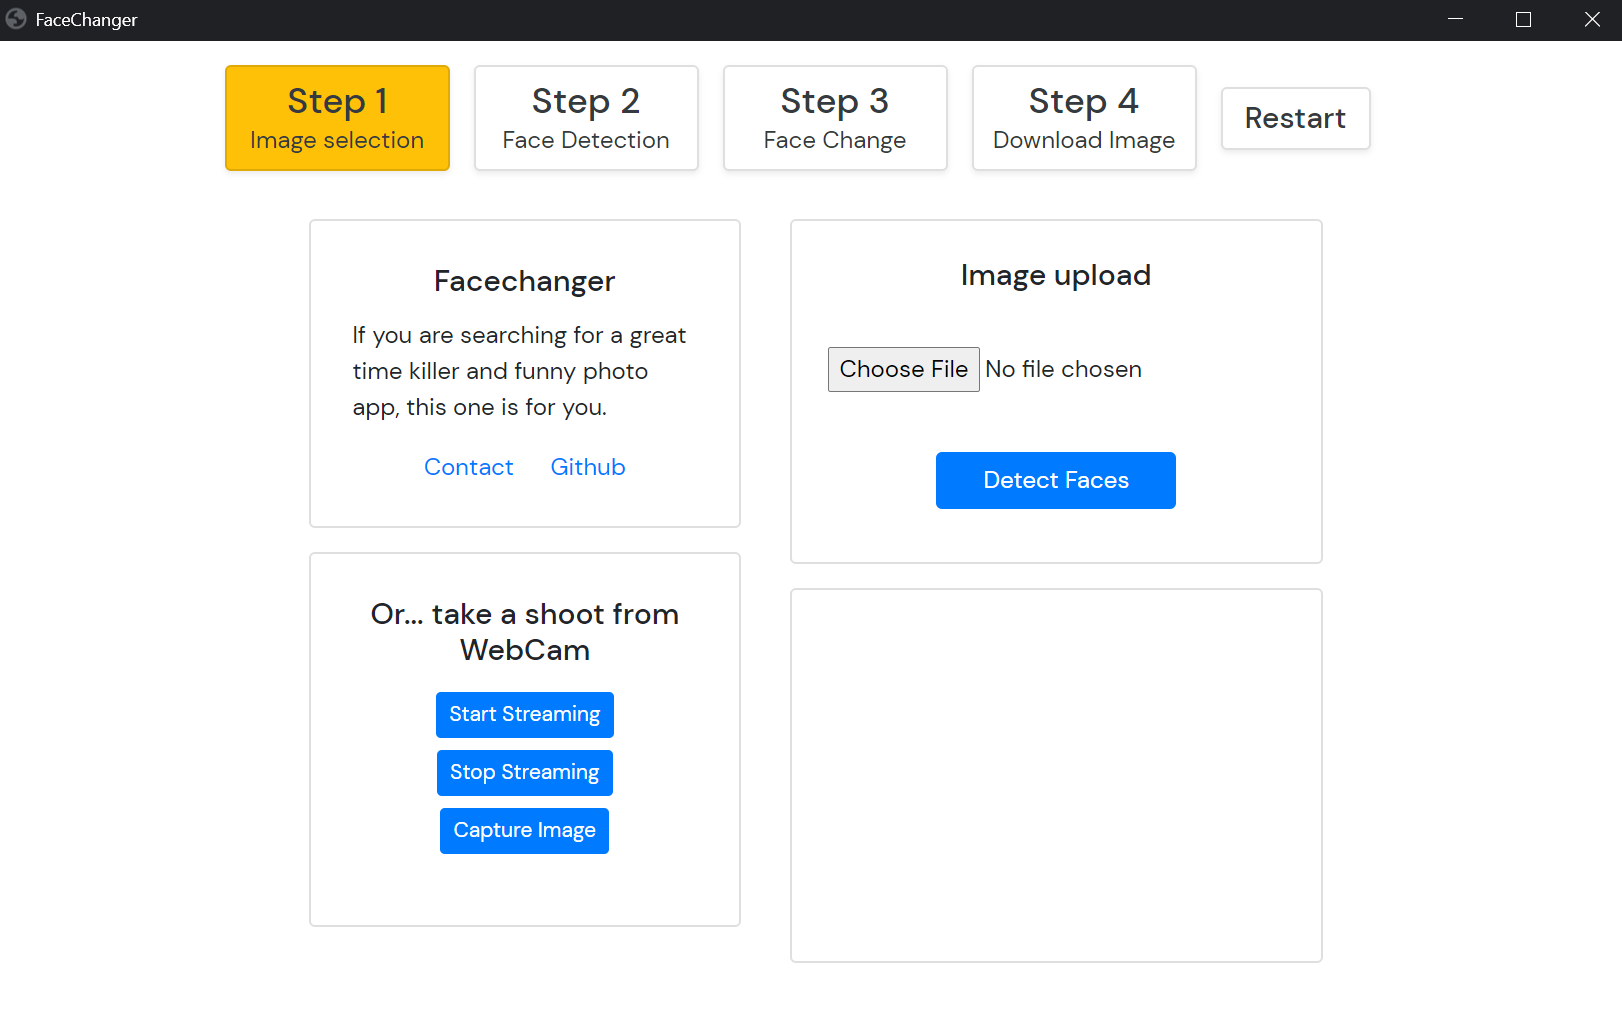 FaceChanger
Step 1
Image selection
Step 2
Face Detection
Step 3
Face Change
Step 4
Download Image
Restart
Facechanger
If you are searching for a great
time killer and funny photo
app, this one is for you.
Contact Github
Image upload
Choose File No file chosen
Detect Faces
Or... take a shoot from
WebCam
Start Streaming
Stop Streaming
Capture Image